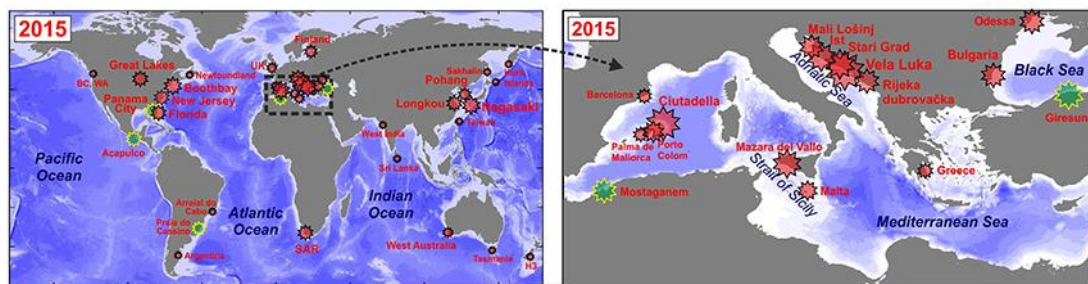 2015
Finland
UK
Great Lakes
Newfoundland
BC, WA
Boothbay
New Jersey
Panama
City
Florida
Acapulco
Sakhalin
Kuril
Islands
Pohang
Longkou
Nagasaki
Taiwan
West India
Sri Lanka
Pacific
Ocean
Atlantic
Ocean
Indian
Ocean
Arraial do
Cabo
Praia do
Cassino
Argentina
SAR
West Australia
Tasmania
2015
Odessa
Mali Lošinj
Ist
Stari Grad
Vela Luka
Rijeka
dubrovačka
Adriatic Sea
Bulgaria
Black Sea
Giresun
Barcelona
Ciutadella
Palma de
Mallorca
Porto
Colom
Mazara del Vallo
Strait of Sicily
Mostaganem
Malta
Greece
Mediterranean Sea